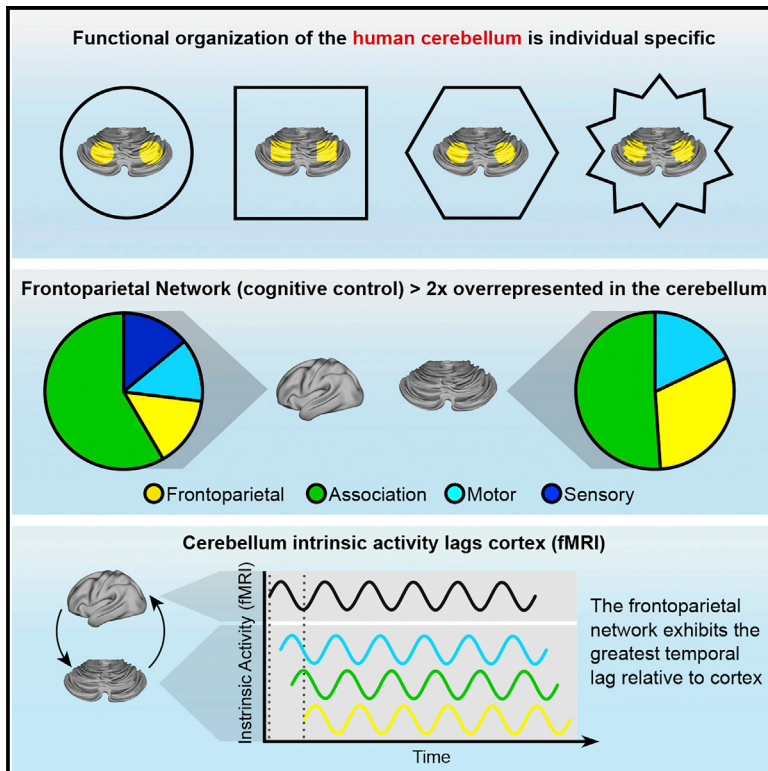 Functional organization of the human cerebellum is individual specific
Frontoparietal Network (cognitive control) > 2x overrepresented in the cerebellum
Frontoparietal Association Motor Sensory
Cerebellum intrinsic activity lags cortex (fMRI)
Instrinsic Activity (fMRI)
Time
The frontoparietal
network exhibits the
greatest temporal
lag relative to cortex